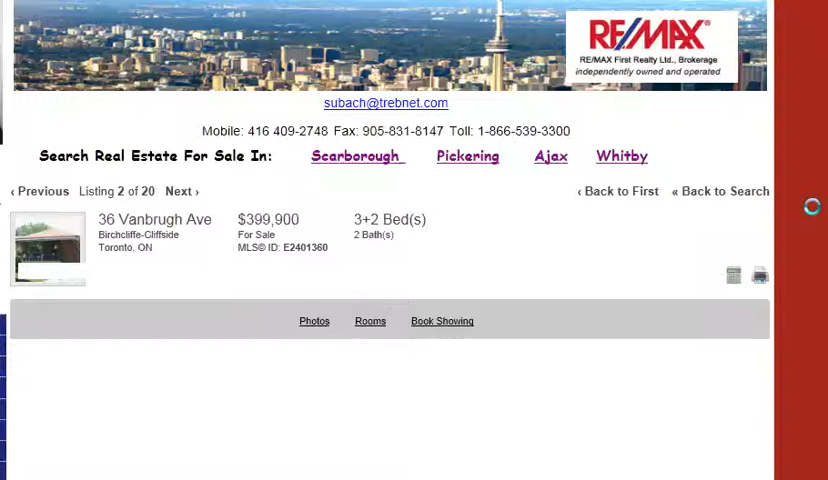 RE/MAX®
RE/MAX First Realty Ltd., Brokerage
independently owned and operated
subach@trebnet.com
Mobile: 416 409-2748 Fax: 905-831-8147 Toll: 1-866-539-3300
Search Real Estate For Sale In: Scarborough Pickering Ajax Whitby
‹ Previous Listing 2 of 20 Next › ‹ Back to First « Back to Search
36 Vanbrugh Ave $399,900 3+2 Bed(s)
Birchcliffe-Cliffside For Sale 2 Bath(s)
Toronto, ON MLS© ID: E2401360
Photos Rooms Book Showing